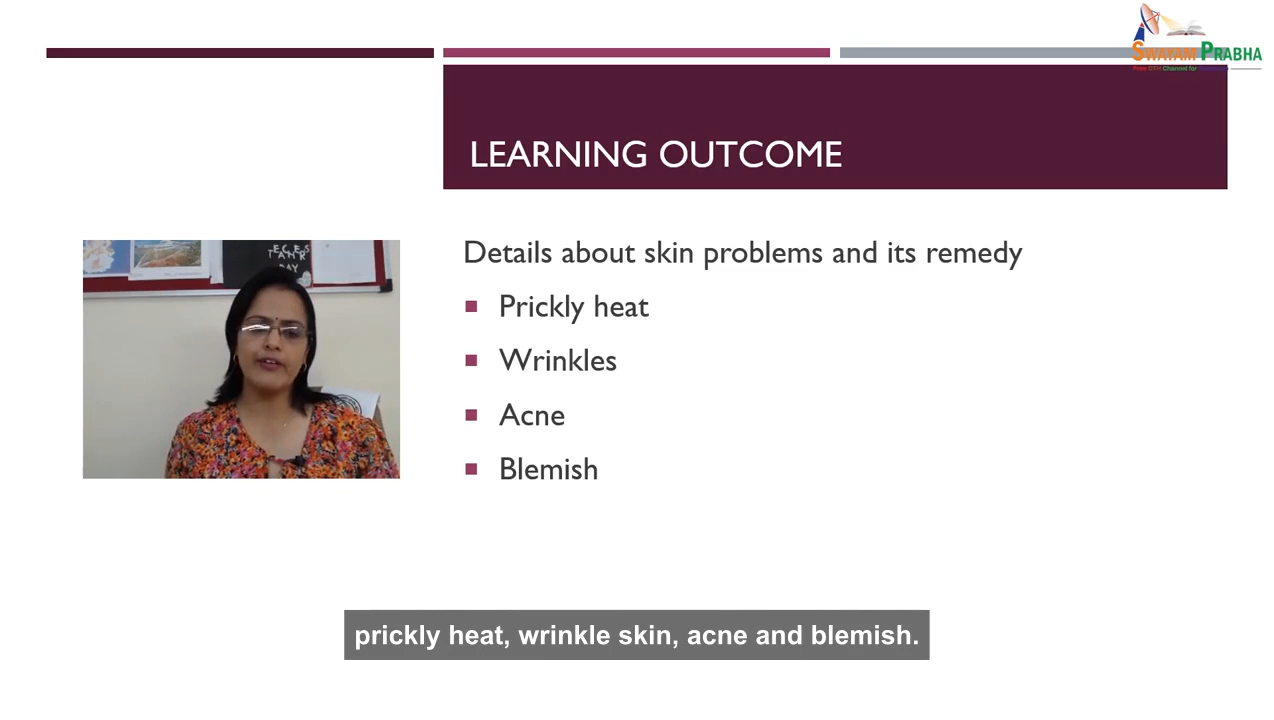 SWAYAM PRABHA
LEARNING OUTCOME
Details about skin problems and its remedy
Prickly heat
Wrinkles
Acne
Blemish
prickly heat, wrinkle skin, acne and blemish.